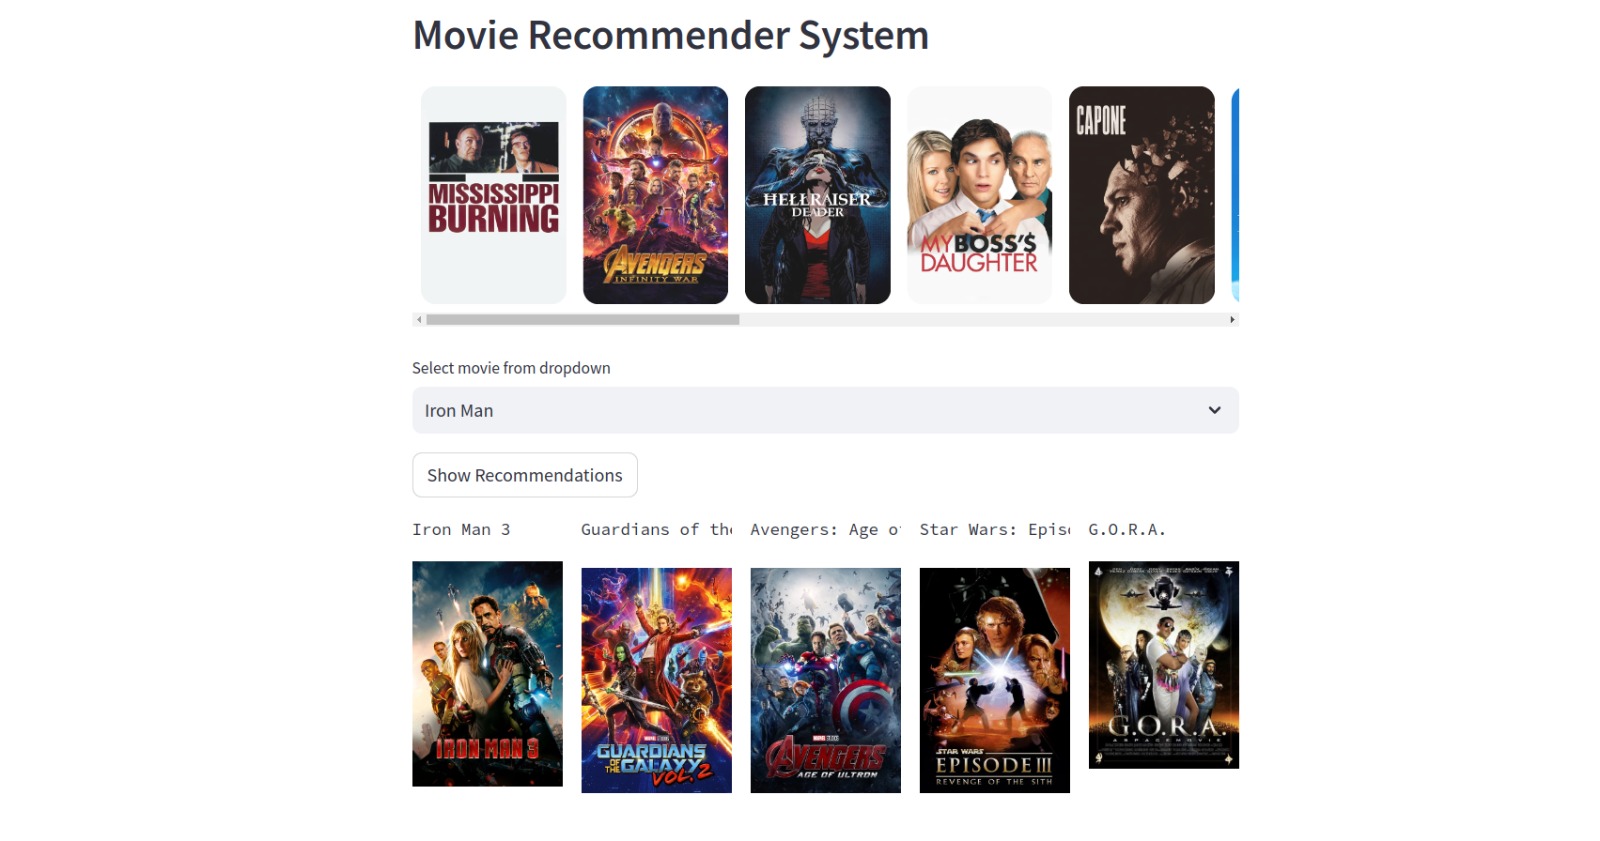 Movie Recommender System
MISSISSIPPI
BURNING
AVENGERS
INFINITY WAR
HELLRAISER
DEADER
MY BOSS'S
DAUGHTER
CAPONE
Select movie from dropdown
Iron Man
Show Recommendations
Iron Man 3
Guardians of the
Avengers: Age o
Star Wars: Epis
G.O.R.A.
IRON MAN 3
GUARDIANS
OF THE
GALAXY
VOL. 2
AVENGERS
AGE OF ULTRON
STAR WARS
EPISODE III
REVENGE OF THE SITH
G.O.R.A